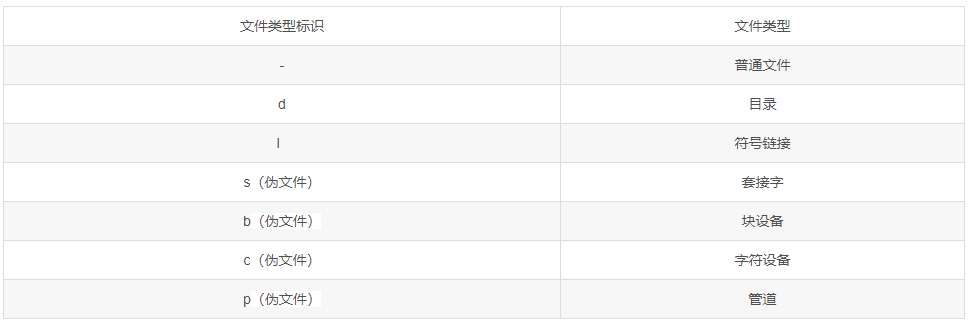 文件类型标识 文件类型
- 普通文件
d 目录
l 符号链接
s（伪文件） 套接字
b（伪文件） 块设备
c（伪文件） 字符设备
p（伪文件） 管道